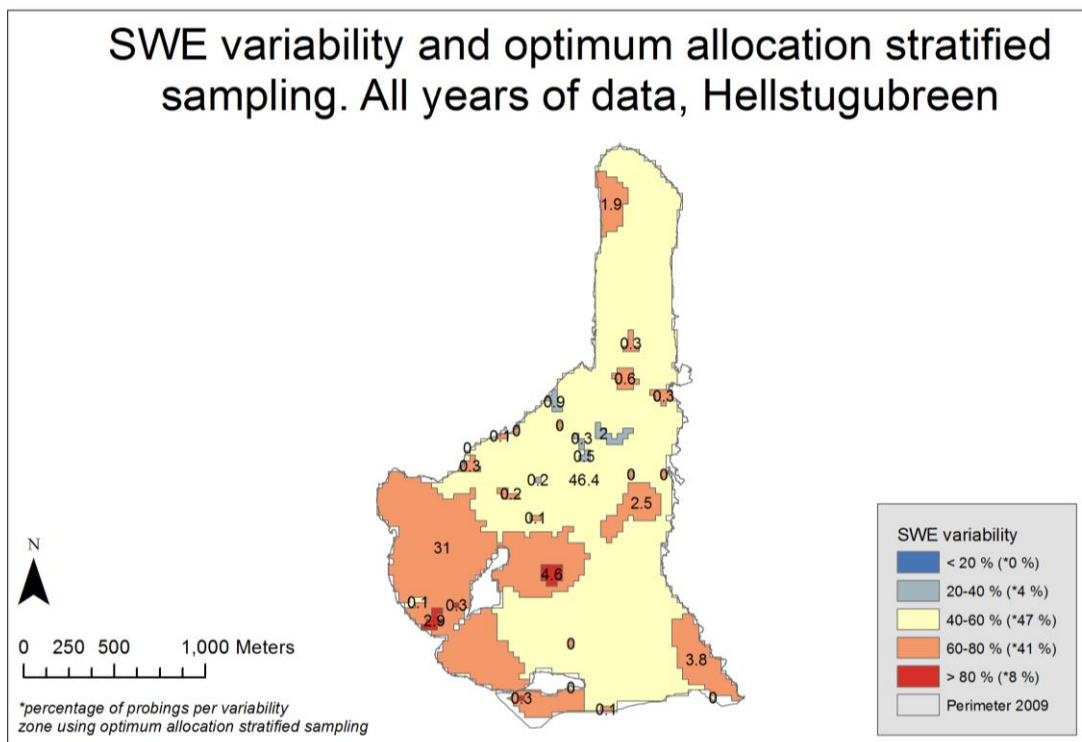 SWE variability and optimum allocation stratified
sampling. All years of data, Hellstugubreen
1.9
0.3
0.6
0.3
0.9
0
0.1
0
0.3
2
0
0.5
0.3
0.2
46.4
0
0
0.2
2.5
0.1
31
4.6
0.1
0.3
2.9
0
3.8
0
0.3
0
0.1
N
0 250 500 1,000 Meters
*percentage of probings per variability
zone using optimum allocation stratified sampling
SWE variability
< 20 % (*0 %)
20-40 % (*4 %)
40-60 % (*47 %)
60-80 % (*41 %)
> 80 % (*8 %)
Perimeter 2009